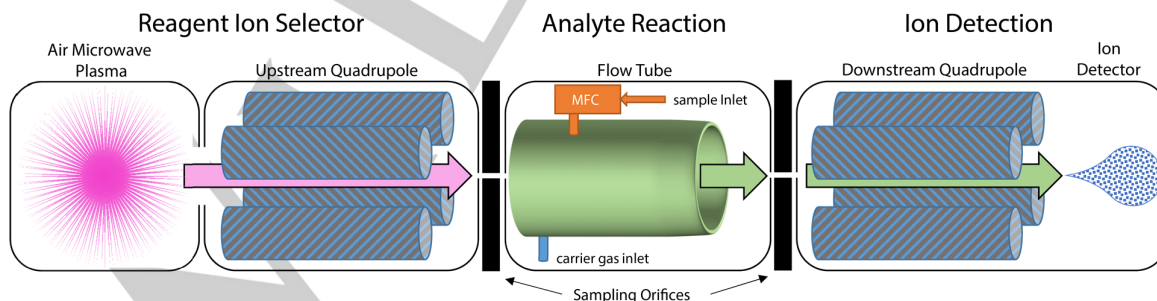 Reagent Ion Selector
Analyte Reaction
Ion Detection
Air Microwave
Plasma
Upstream Quadrupole
Flow Tube
Downstream Quadrupole
Ion
Detector
MFC
sample Inlet
carrier gas inlet
Sampling Orifices